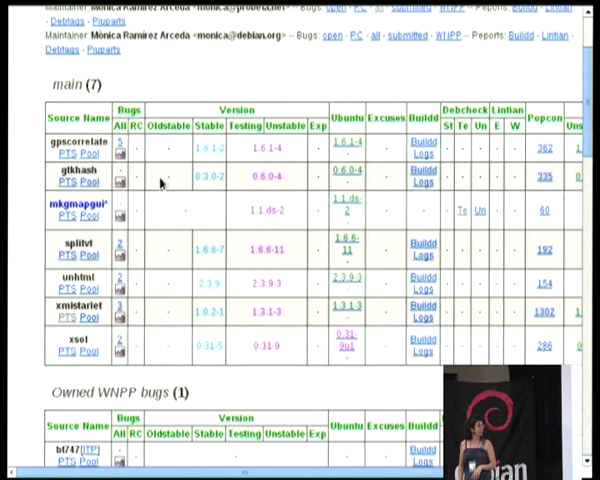 Maintainer Mònica Ramírez Arceda <monica@probeta.net> -- Bugs: open - RC - all - submitted - WNPP -- Reports: Buildd - Lintian
- Debtags - Piuparts
Maintainer: Mònica Ramírez Arceda <monica@debian.org> -- Bugs: open - RC - all - submitted - WNPP -- Reports: Buildd - Lintian -
Debtags - Piuparts
main (7)
Source Name Bugs Version Ubuntu Excuses Buildd Debcheck Lintian Popcon
All RC Oldstable Stable Testing Unstable Exp St Te Un E W Uns
gpscorrelate PTS Pool 5 1.6.1-2 1.6.1-4 1.6.1-4 Buildd Logs 362 1
gtkhash PTS Pool 0.3.0-2 0.6.0-4 0.6.0-4 Buildd Logs 335 0
mkgmapgui* PTS Pool 1.1.ds-2 1.1.ds-2 Te Un 60
splitvt PTS Pool 2 1.6.6-7 1.6.6-11 1.6.6-11 Buildd Logs 192
unhtml PTS Pool 2 2.3.9 2.3.9-3 2.3.9-3 Buildd Logs 154
xmlstarlet PTS Pool 3 1.0.2-1 1.3.1-3 1.3.1-3 Buildd Logs 1302 1
xsol PTS Pool 2 0.31-5 0.31-9 0.31-9u1 Buildd Logs 286 0
Owned WNPP bugs (1)
Source Name Bugs Version Ubuntu Excuses Buildd
All RC Oldstable Stable Testing Unstable Exp
bt747 [ITP] PTS Pool Buildd Logs